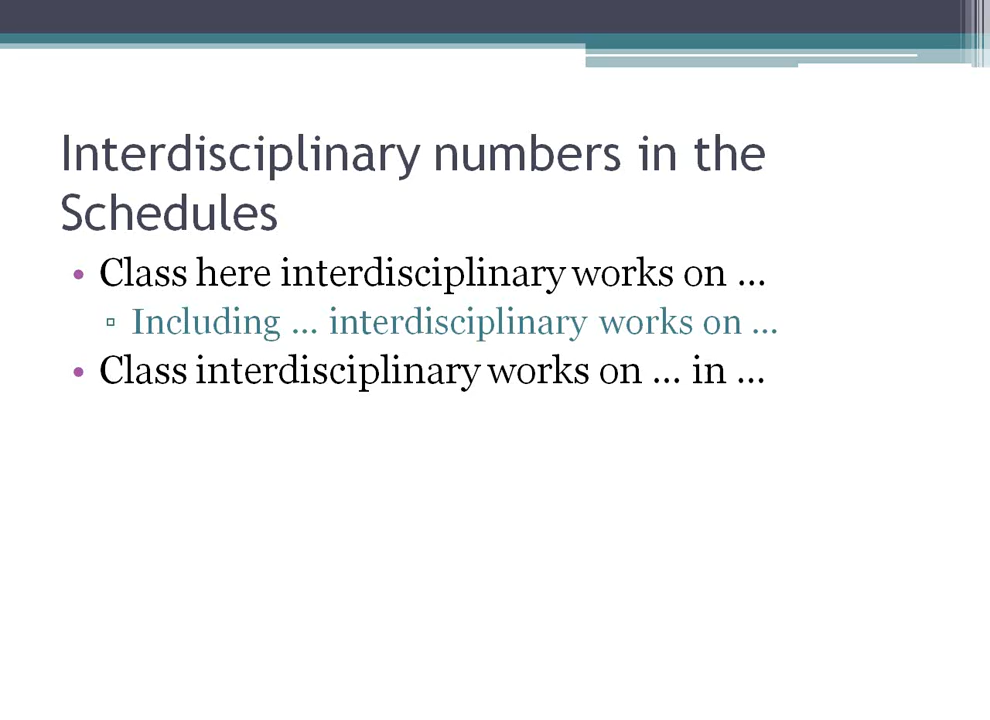 Interdisciplinary numbers in the
Schedules
• Class here interdisciplinary works on ...
▫ Including ... interdisciplinary works on ...
• Class interdisciplinary works on ... in ...